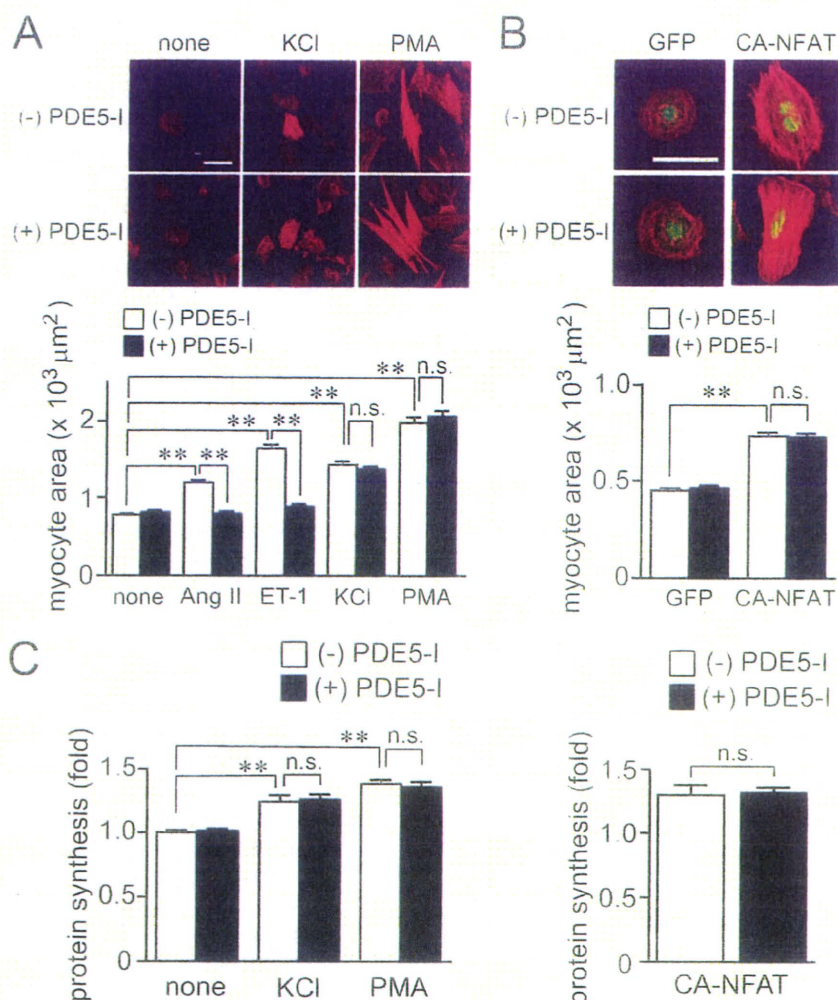 A
none KCl PMA
(-) PDE5-I
(+) PDE5-I
(-) PDE5-I
(+) PDE5-I
myocyte area (x 10³ μm²)
2
1
0
** ** ** ** ** n.s. ** n.s.
none Ang II ET-1 KCl PMA
B
GFP CA-NFAT
(-) PDE5-I
(+) PDE5-I
(-) PDE5-I
(+) PDE5-I
myocyte area (x 10³ μm²)
1.0
0.5
0
** n.s.
GFP CA-NFAT
C
(-) PDE5-I
(+) PDE5-I
protein synthesis (fold)
1.5
1.0
0.5
0
** n.s. ** n.s.
none KCl PMA
(-) PDE5-I
(+) PDE5-I
protein synthesis (fold)
1.5
1.0
0.5
0
n.s.
CA-NFAT